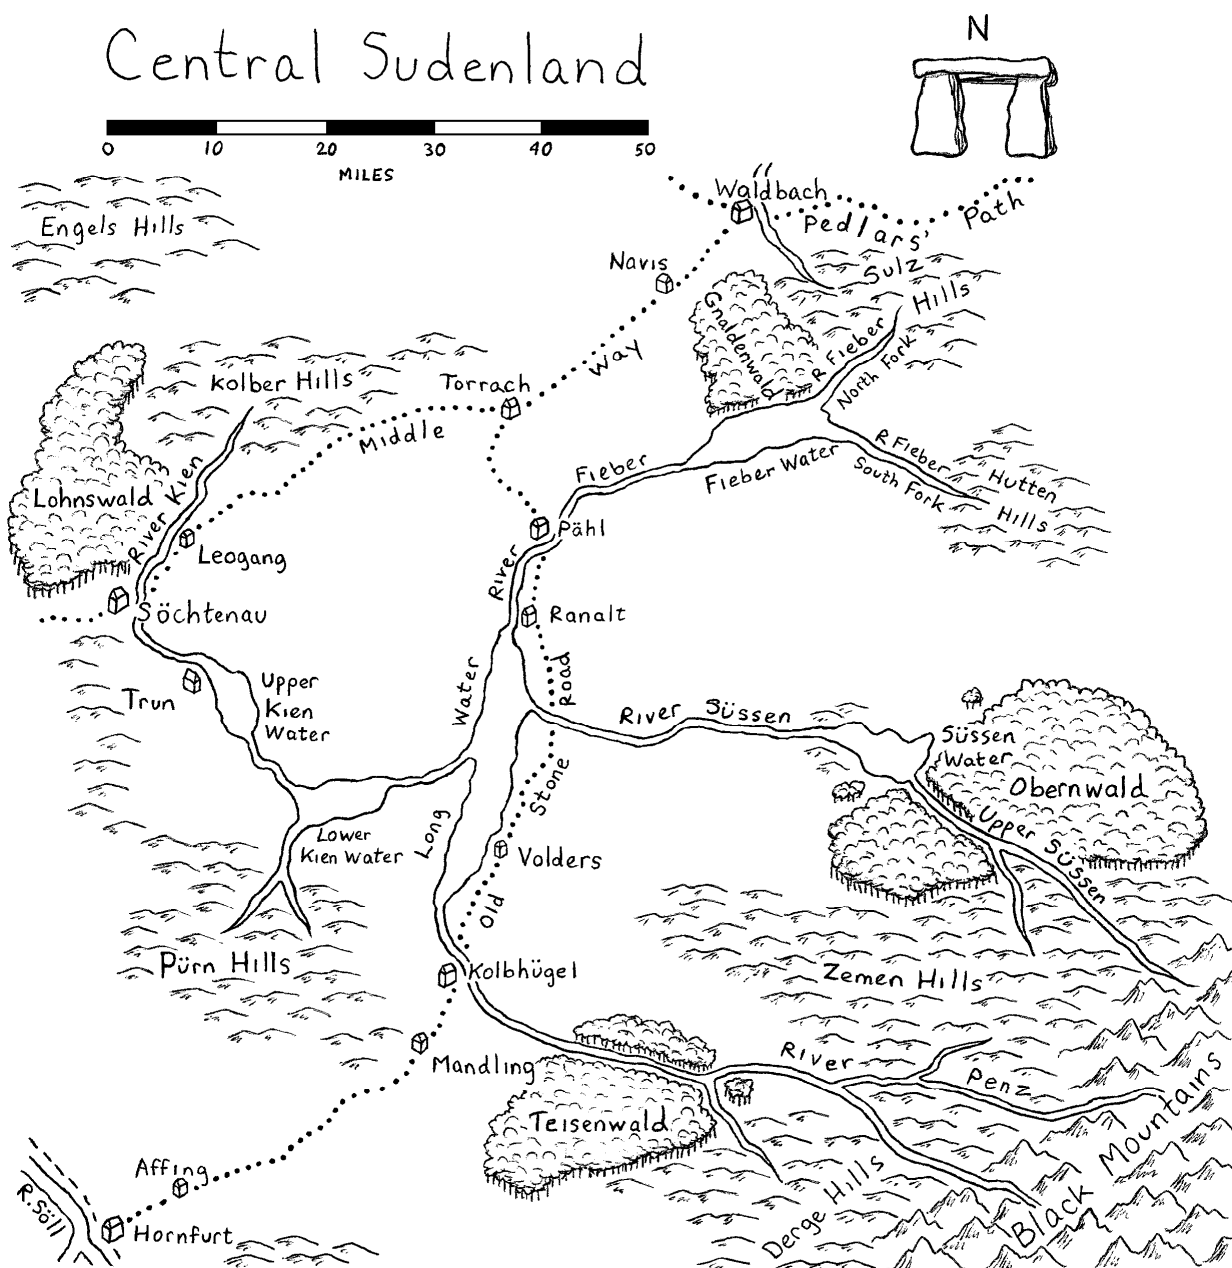 Central Sudenland
N
0 10 20 30 40 50
MILES
Waldbach
Pedlars' Path
Engels Hills
Navis
Sulz Hills
Gnaldenwald
Way
R Fieber
North Fork
Kolber Hills
Torrach
Middle
R Fieber
South Fork
Hutten
Hills
Fieber
Fieber Water
Lohnswald
River Kien
Pähl
Leogang
River
Söchtenau
Ranalt
Trun
Upper
Kien
Water
Water
Road
River Süssen
Süssen
Water
Obernwald
Upper Süssen
Stone
Long
Lower
Kien Water
Volders
Old
Pürn Hills
Kolbhügel
Zemen Hills
Mandling
River
Penz
Teisenwald
Black Mountains
Derge Hills
Affing
R. Söll
Hornfurt